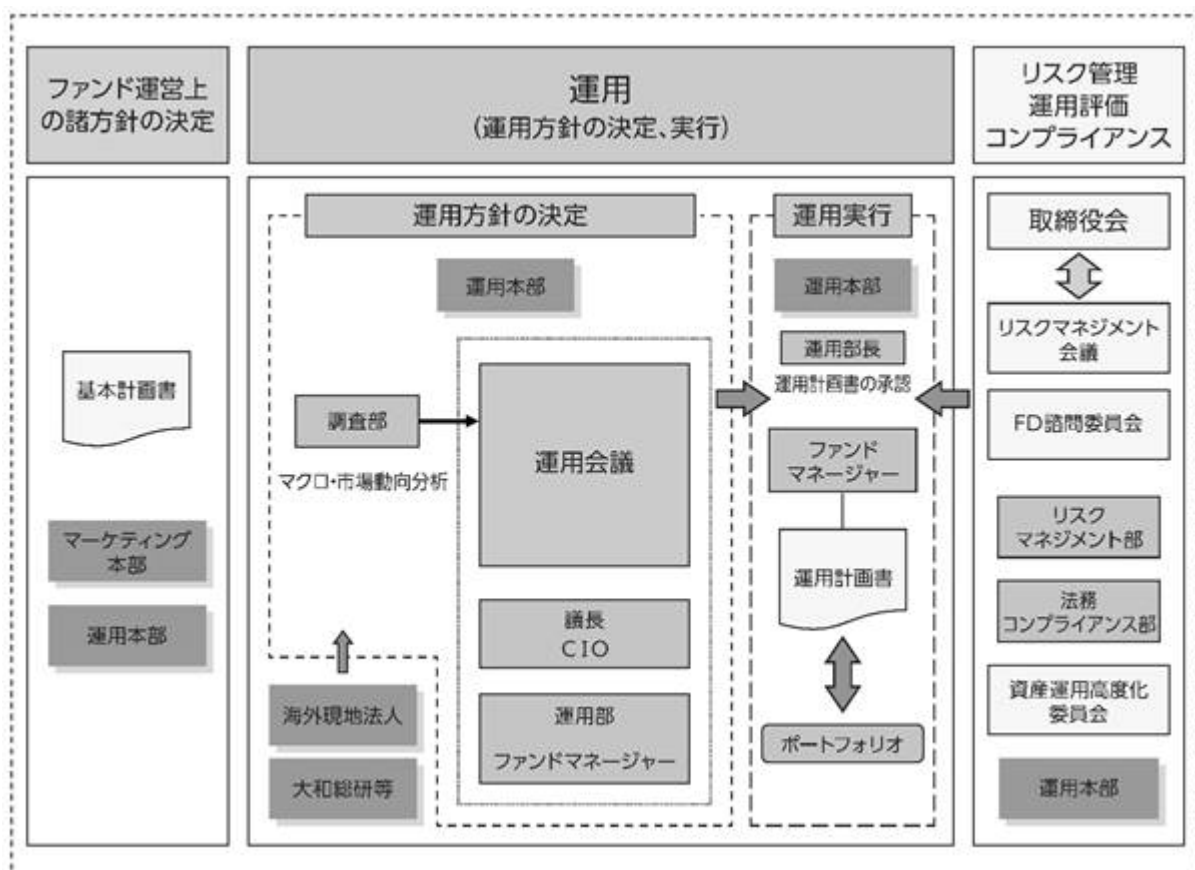 ファンド運営上
の諸方針の決定
基本計画書
マーケティング
本部
運用本部
運用
(運用方針の決定、実行)
運用方針の決定
運用本部
調査部
マクロ・市場動向分析
運用会議
議長
CIO
運用部
ファンドマネージャー
海外現地法人
大和総研等
運用実行
運用本部
運用部長
運用計画書の承認
ファンド
マネージャー
運用計画書
ポートフォリオ
リスク管理
運用評価
コンプライアンス
取締役会
リスクマネジメント
会議
FD諮問委員会
リスク
マネジメント部
法務
コンプライアンス部
資産運用高度化
委員会
運用本部